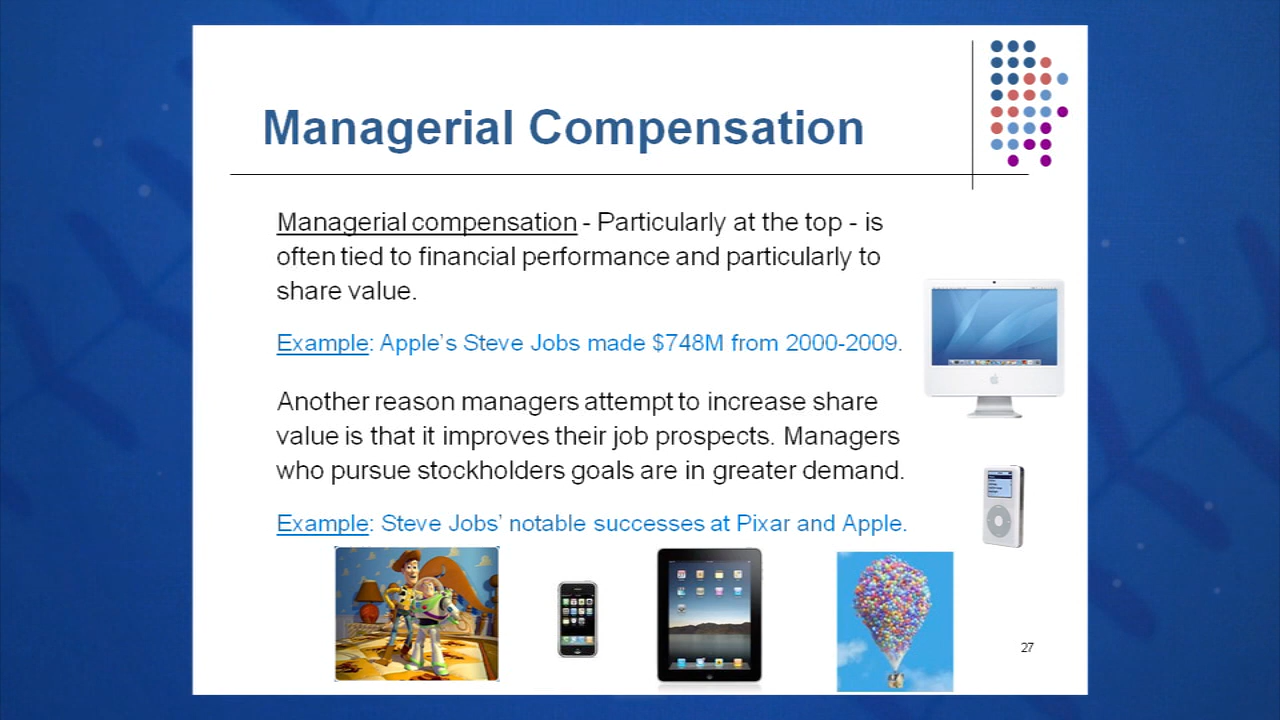 Managerial Compensation
Managerial compensation - Particularly at the top - is
often tied to financial performance and particularly to
share value.
Example: Apple's Steve Jobs made $748M from 2000-2009.
Another reason managers attempt to increase share
value is that it improves their job prospects. Managers
who pursue stockholders goals are in greater demand.
Example: Steve Jobs' notable successes at Pixar and Apple.
27